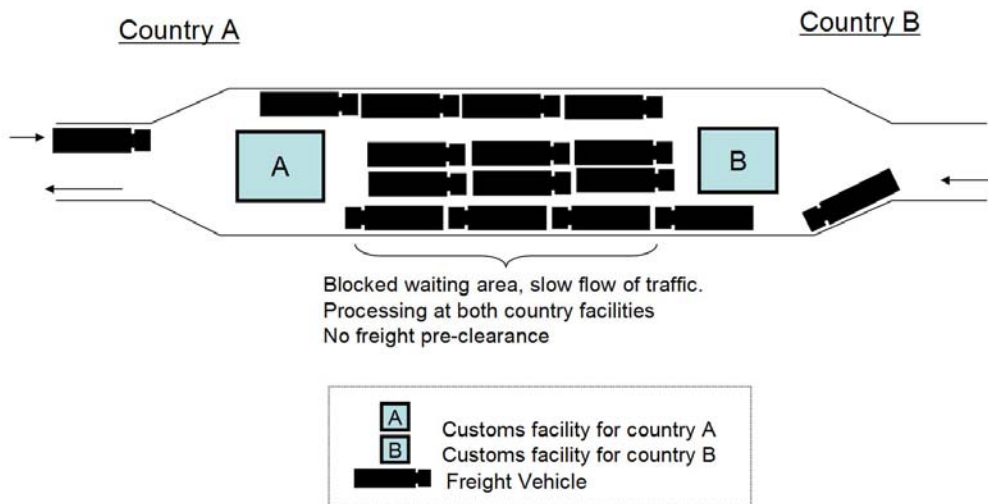 Country A
Country B
A
B
Blocked waiting area, slow flow of traffic.
Processing at both country facilities
No freight pre-clearance
A
Customs facility for country A
B
Customs facility for country B
Freight Vehicle